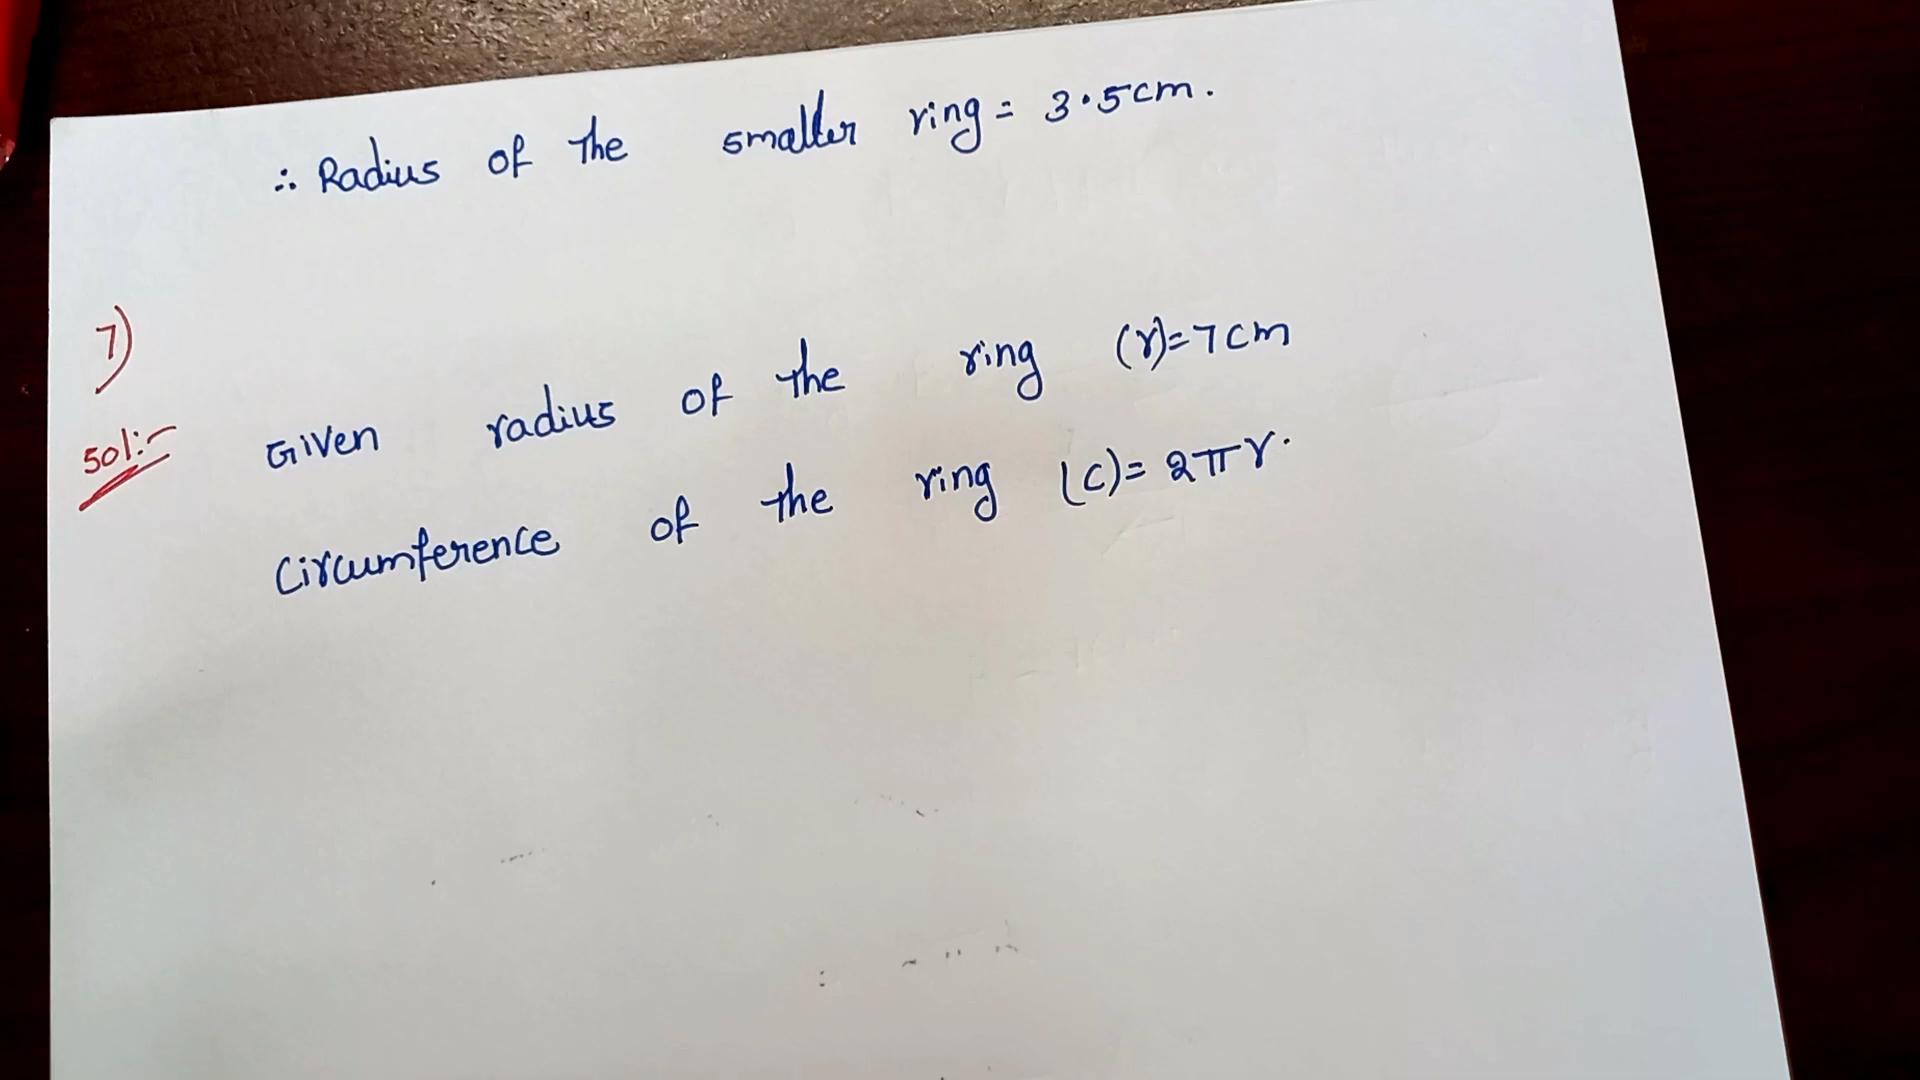 ∴ Radius of the smaller ring = 3.5cm.
7)
Sol:- Given radius of the ring (r)=7cm
Circumference of the ring (C)= 2πr.